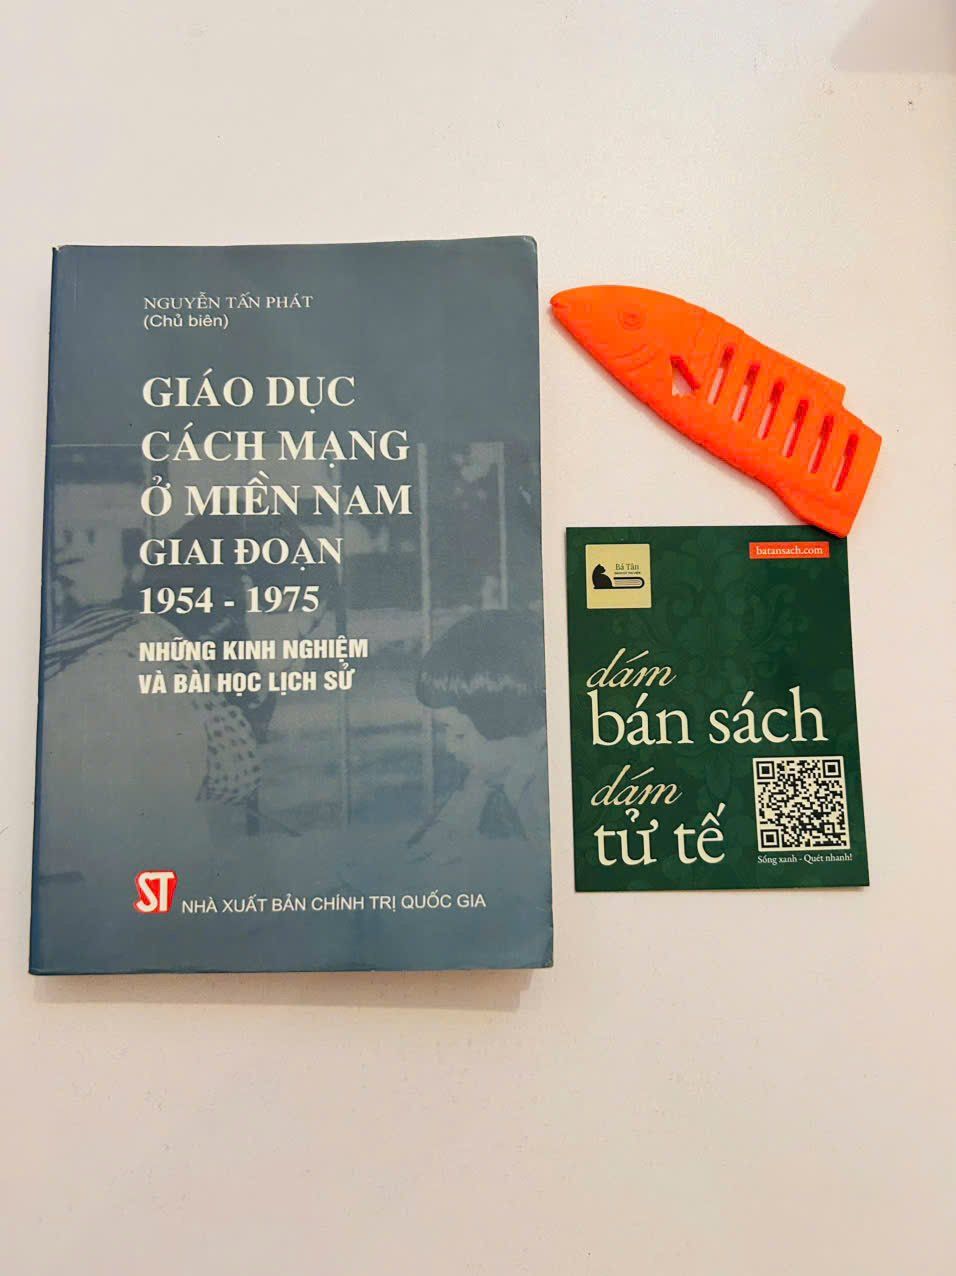 NGUYỄN TẤN PHÁT
(Chủ biên)
GIÁO DỤC
CÁCH MẠNG
Ở MIỀN NAM
GIAI ĐOẠN
1954 - 1975
NHỮNG KINH NGHIỆM
VÀ BÀI HỌC LỊCH SỬ
ST NHÀ XUẤT BẢN CHÍNH TRỊ QUỐC GIA
batansach.com
Bá Tân
dám
bán sách
dám
tử tế
Sống xanh - Quét nhanh!